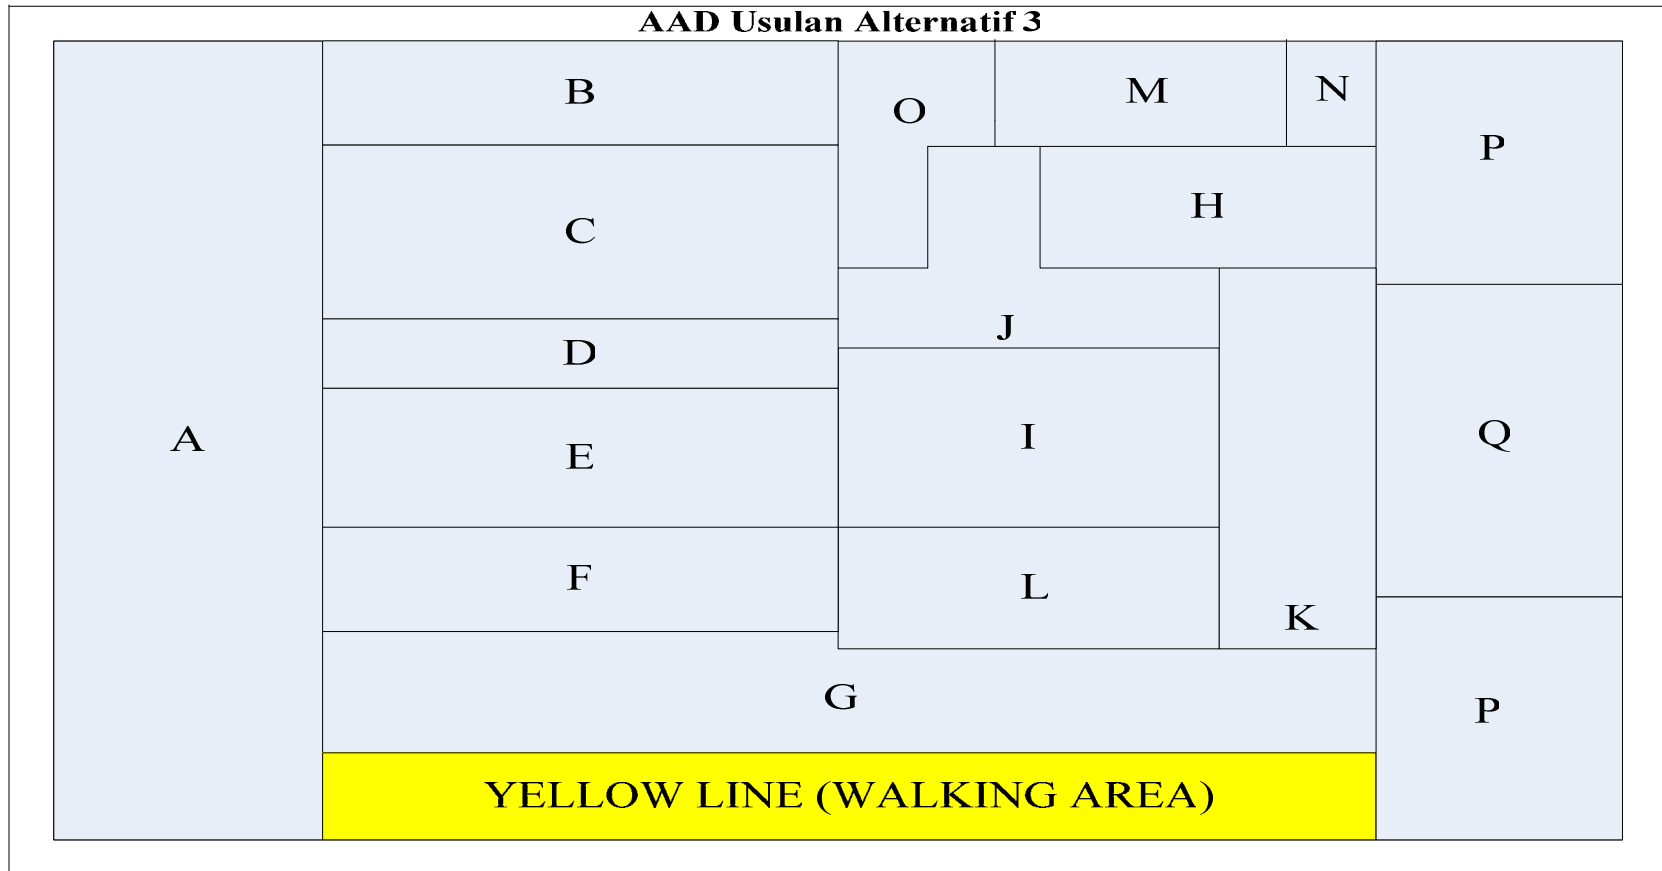 AAD Usulan Alternatif 3
B
O
M
N
P
C
H
D
J
A
E
I
Q
F
L
K
G
P
YELLOW LINE (WALKING AREA)